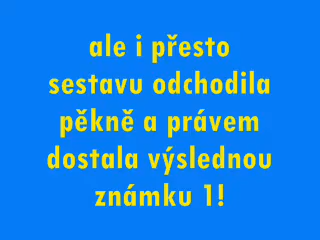 ale i přesto
sestavu odchodila
pěkně a právem
dostala výslednou
známku 1!